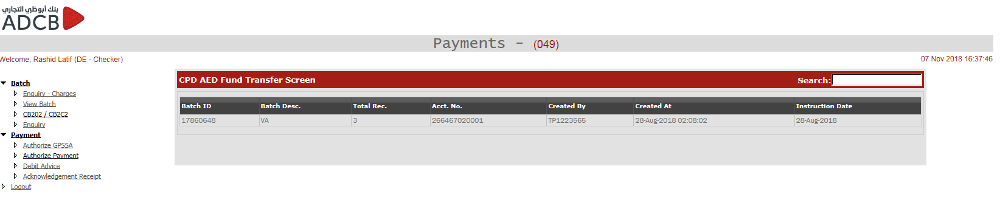 بنك أبوظبي التجاري
ADCB
Payments - (049)
Welcome, Rashid Latif (DE - Checker)
07 Nov 2018 16:37:46
Batch
Enquiry - Charges
View Batch
CB202 / CB2C2
Enquiry
Payment
Authorize GPSSA
Authorize Payment
Debit Advice
Acknowledgement Receipt
Logout
CPD AED Fund Transfer Screen Search:
Batch ID Batch Desc. Total Rec. Acct. No. Created By Created At Instruction Date
17860648 VA 3 266467020001 TP1223565 28-Aug-2018 02:08:02 28-Aug-2018